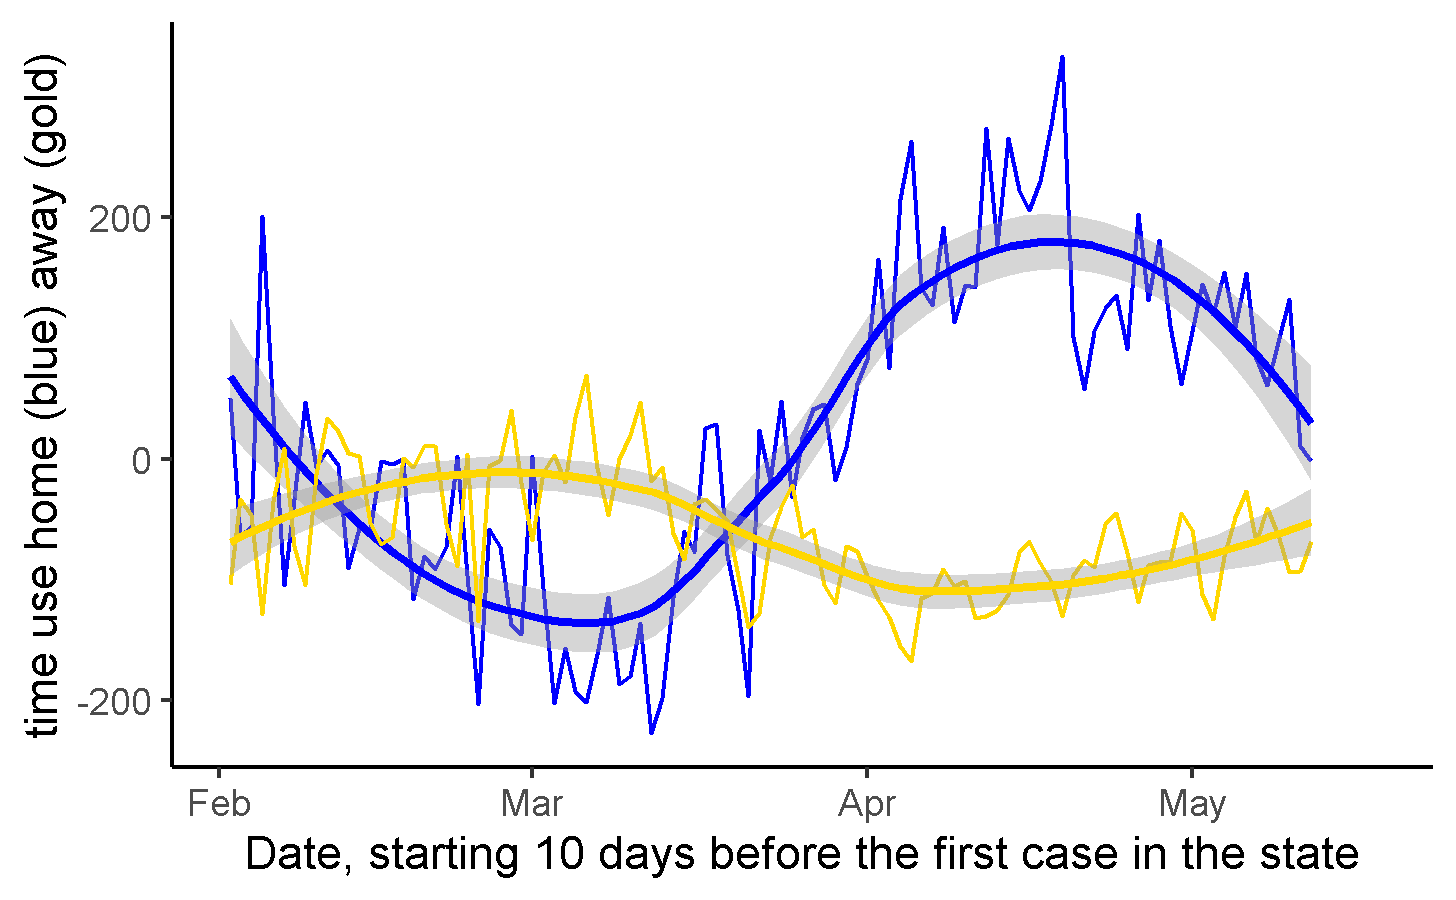 time use home (blue) away (gold)
200
0
-200
Feb
Mar
Apr
May
Date, starting 10 days before the first case in the state